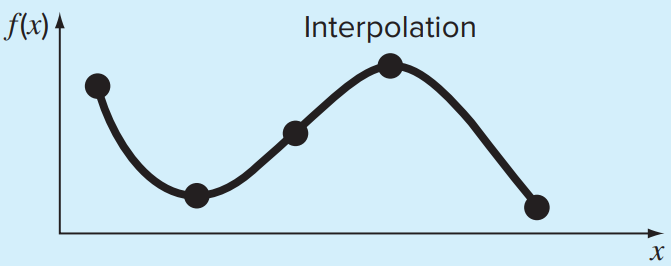 Interpolation
f(x)
x